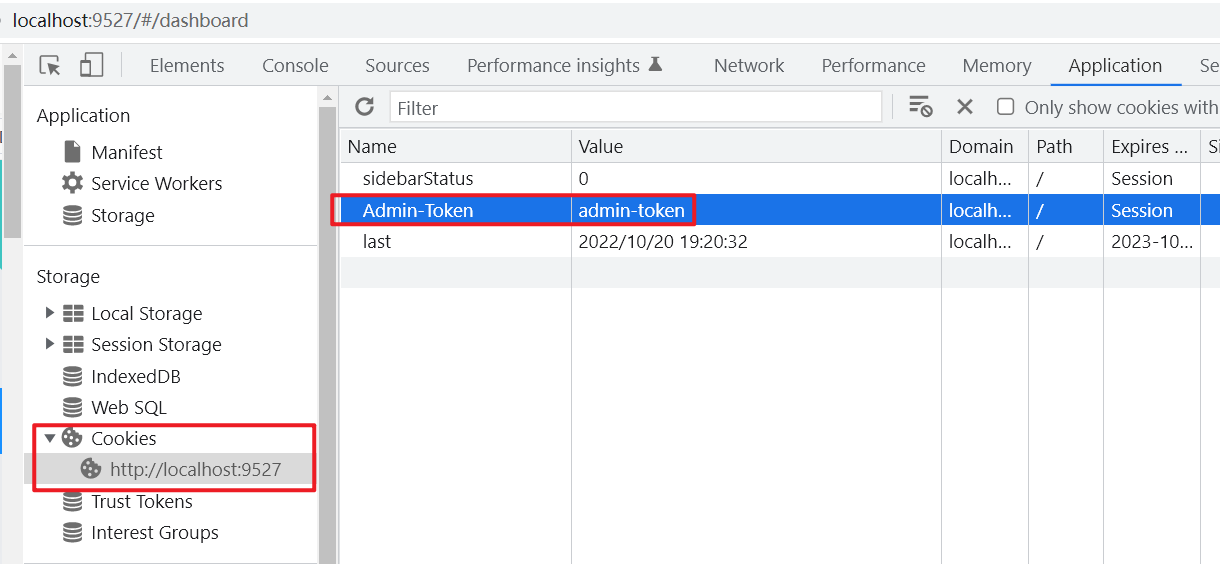 localhost:9527/#/dashboard
Elements Console Sources Performance insights Network Performance Memory Application Se
Application
Manifest
Service Workers
Storage
Storage
Local Storage
Session Storage
IndexedDB
Web SQL
Cookies
http://localhost:9527
Trust Tokens
Interest Groups
Filter Only show cookies with
Name Value Domain Path Expires ... Si
sidebarStatus 0 localh... / Session
Admin-Token admin-token localh... / Session
last 2022/10/20 19:20:32 localh... / 2023-10...